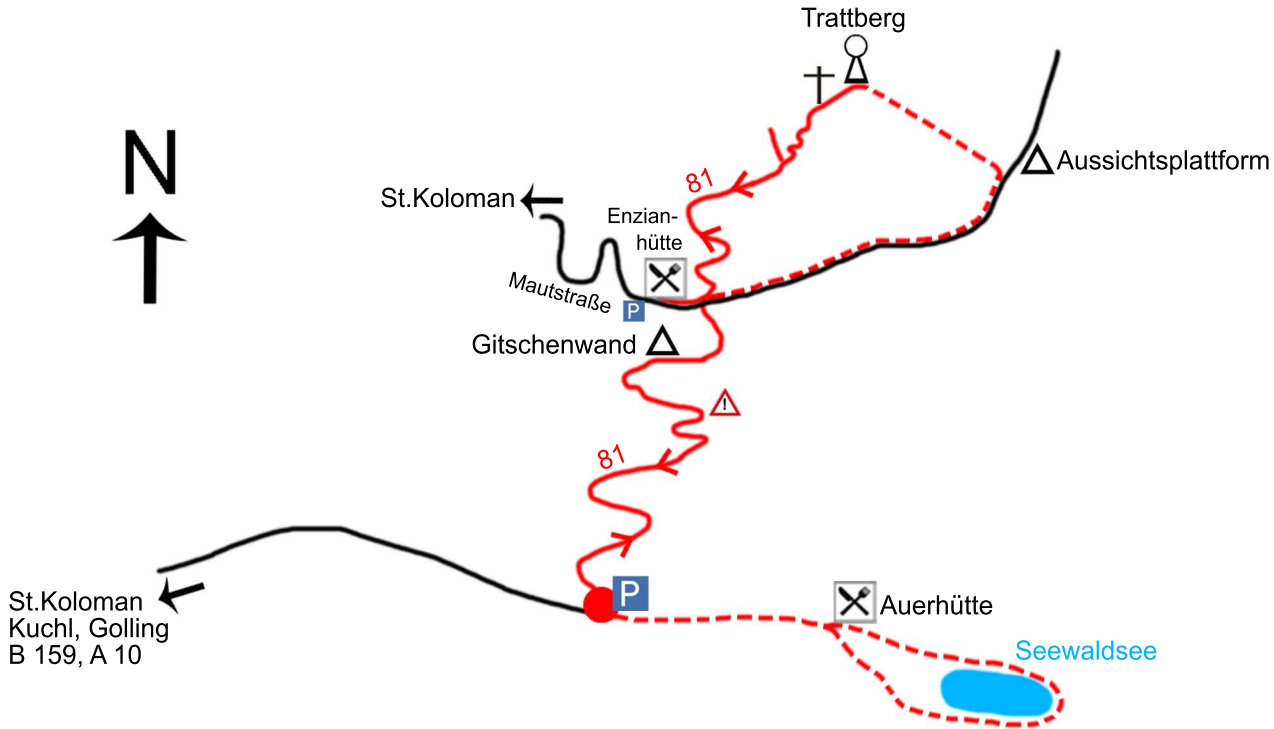 Trattberg
N
Aussichtsplattform
81
St.Koloman
Enzian-
hütte
Mautstraße
P
Gitschenwand
!
81
P
St.Koloman
Kuchl, Golling
B 159, A 10
Auerhütte
Seewaldsee